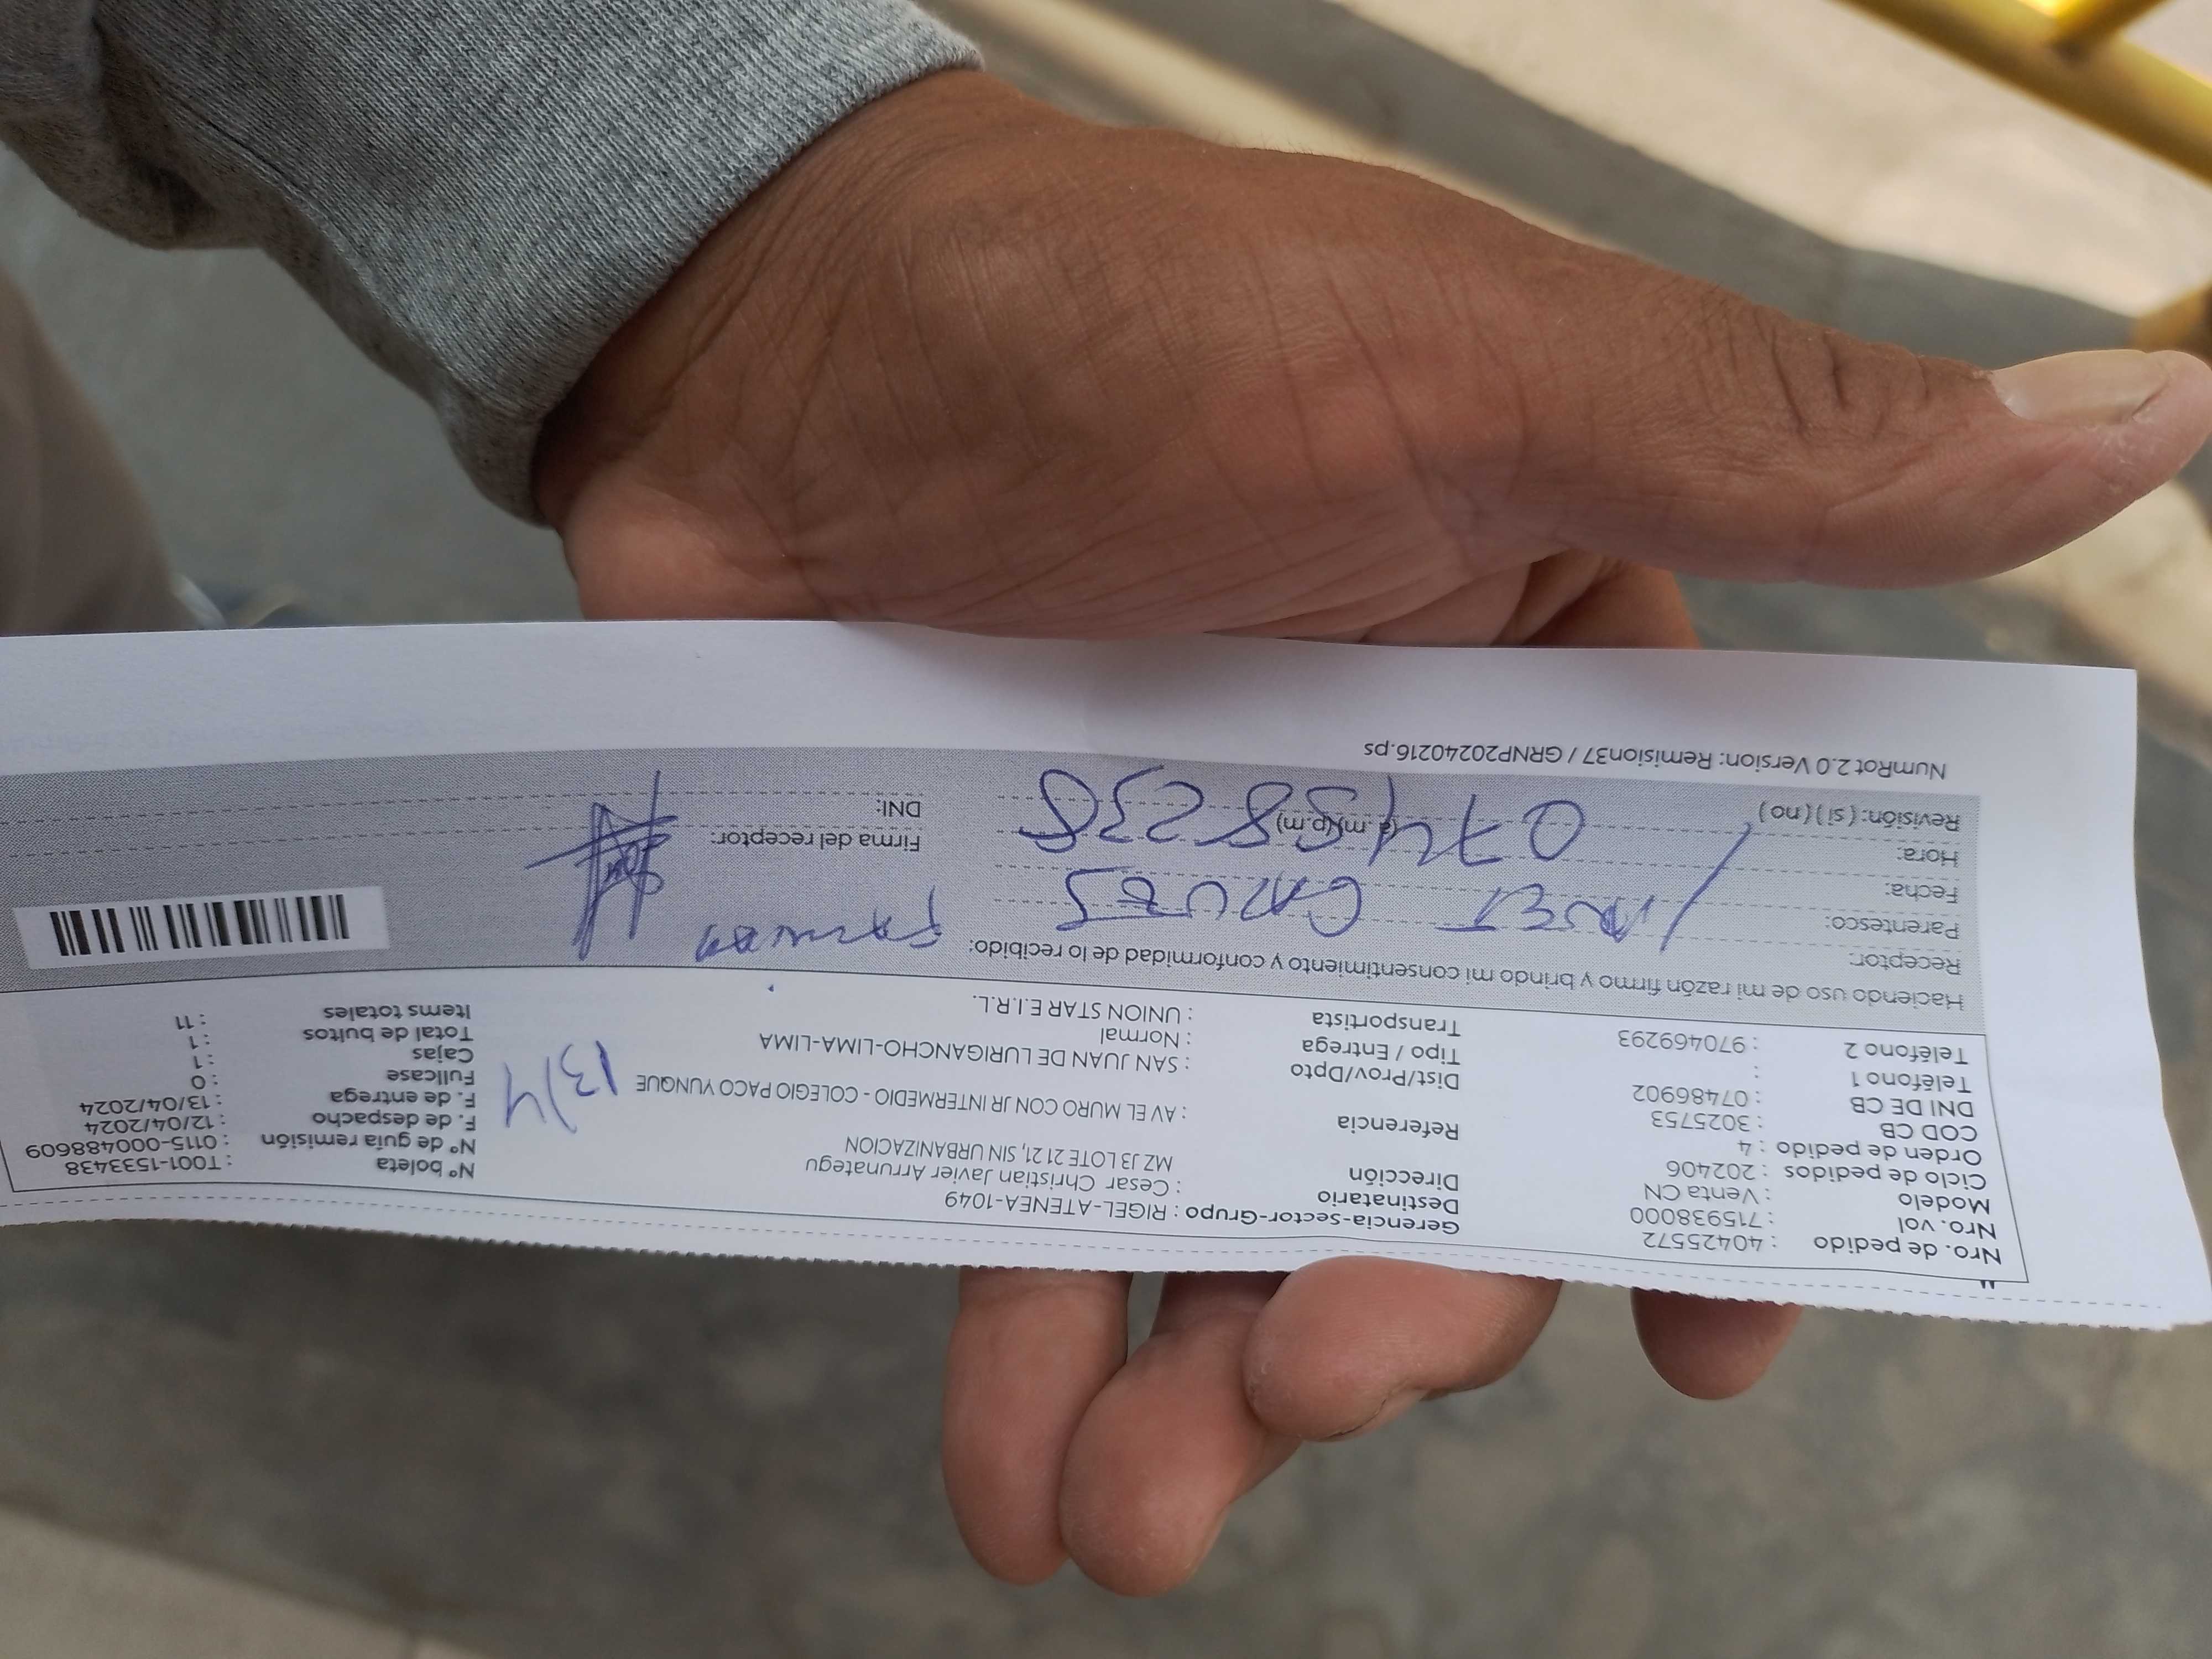 Nro. de pedido : 40425572
Nro. vol : 715938000
Modelo : Venta CN
Ciclo de pedidos : 202406
Orden de pedido : 4
COD CB : 3025753
DNI DE CB : 07486902
Teléfono 1 :
Teléfono 2 : 970469293
Gerencia-Sector-Grupo : RIGEL-ATENEA-1049
Destinatario : Cesar Christian Javier Arrunategu
Dirección MZ J3 LOTE 21 21, SIN URBANIZACION
Referencia : AV EL MURO CON JR INTERMEDIO - COLEGIO PACO YUNQUE
Dist/Prov/Dpto : SAN JUAN DE LURIGANCHO-LIMA-LIMA
Tipo / Entrega : Normal
Transportista : UNION STAR E.I.R.L.
Nº boleta : T001-1533438
Nº de guía remisión : 0115-000488609
F. de despacho : 12/04/2024
F. de entrega : 13/04/2024
Fullcase : 0
Cajas : 1
Total de bultos : 1
Items totales : 11
13/4
Haciendo uso de mi razón firmo y brindo mi consentimiento y conformidad de lo recibido:
Receptor:
Parentesco:
Fecha:
Hora: (a.m)(p.m)
Revisión: ( si ) ( no )
Firma del receptor:
DNI:
NumRot 2.0 Version: Remision37 / GRNP20240216.ps